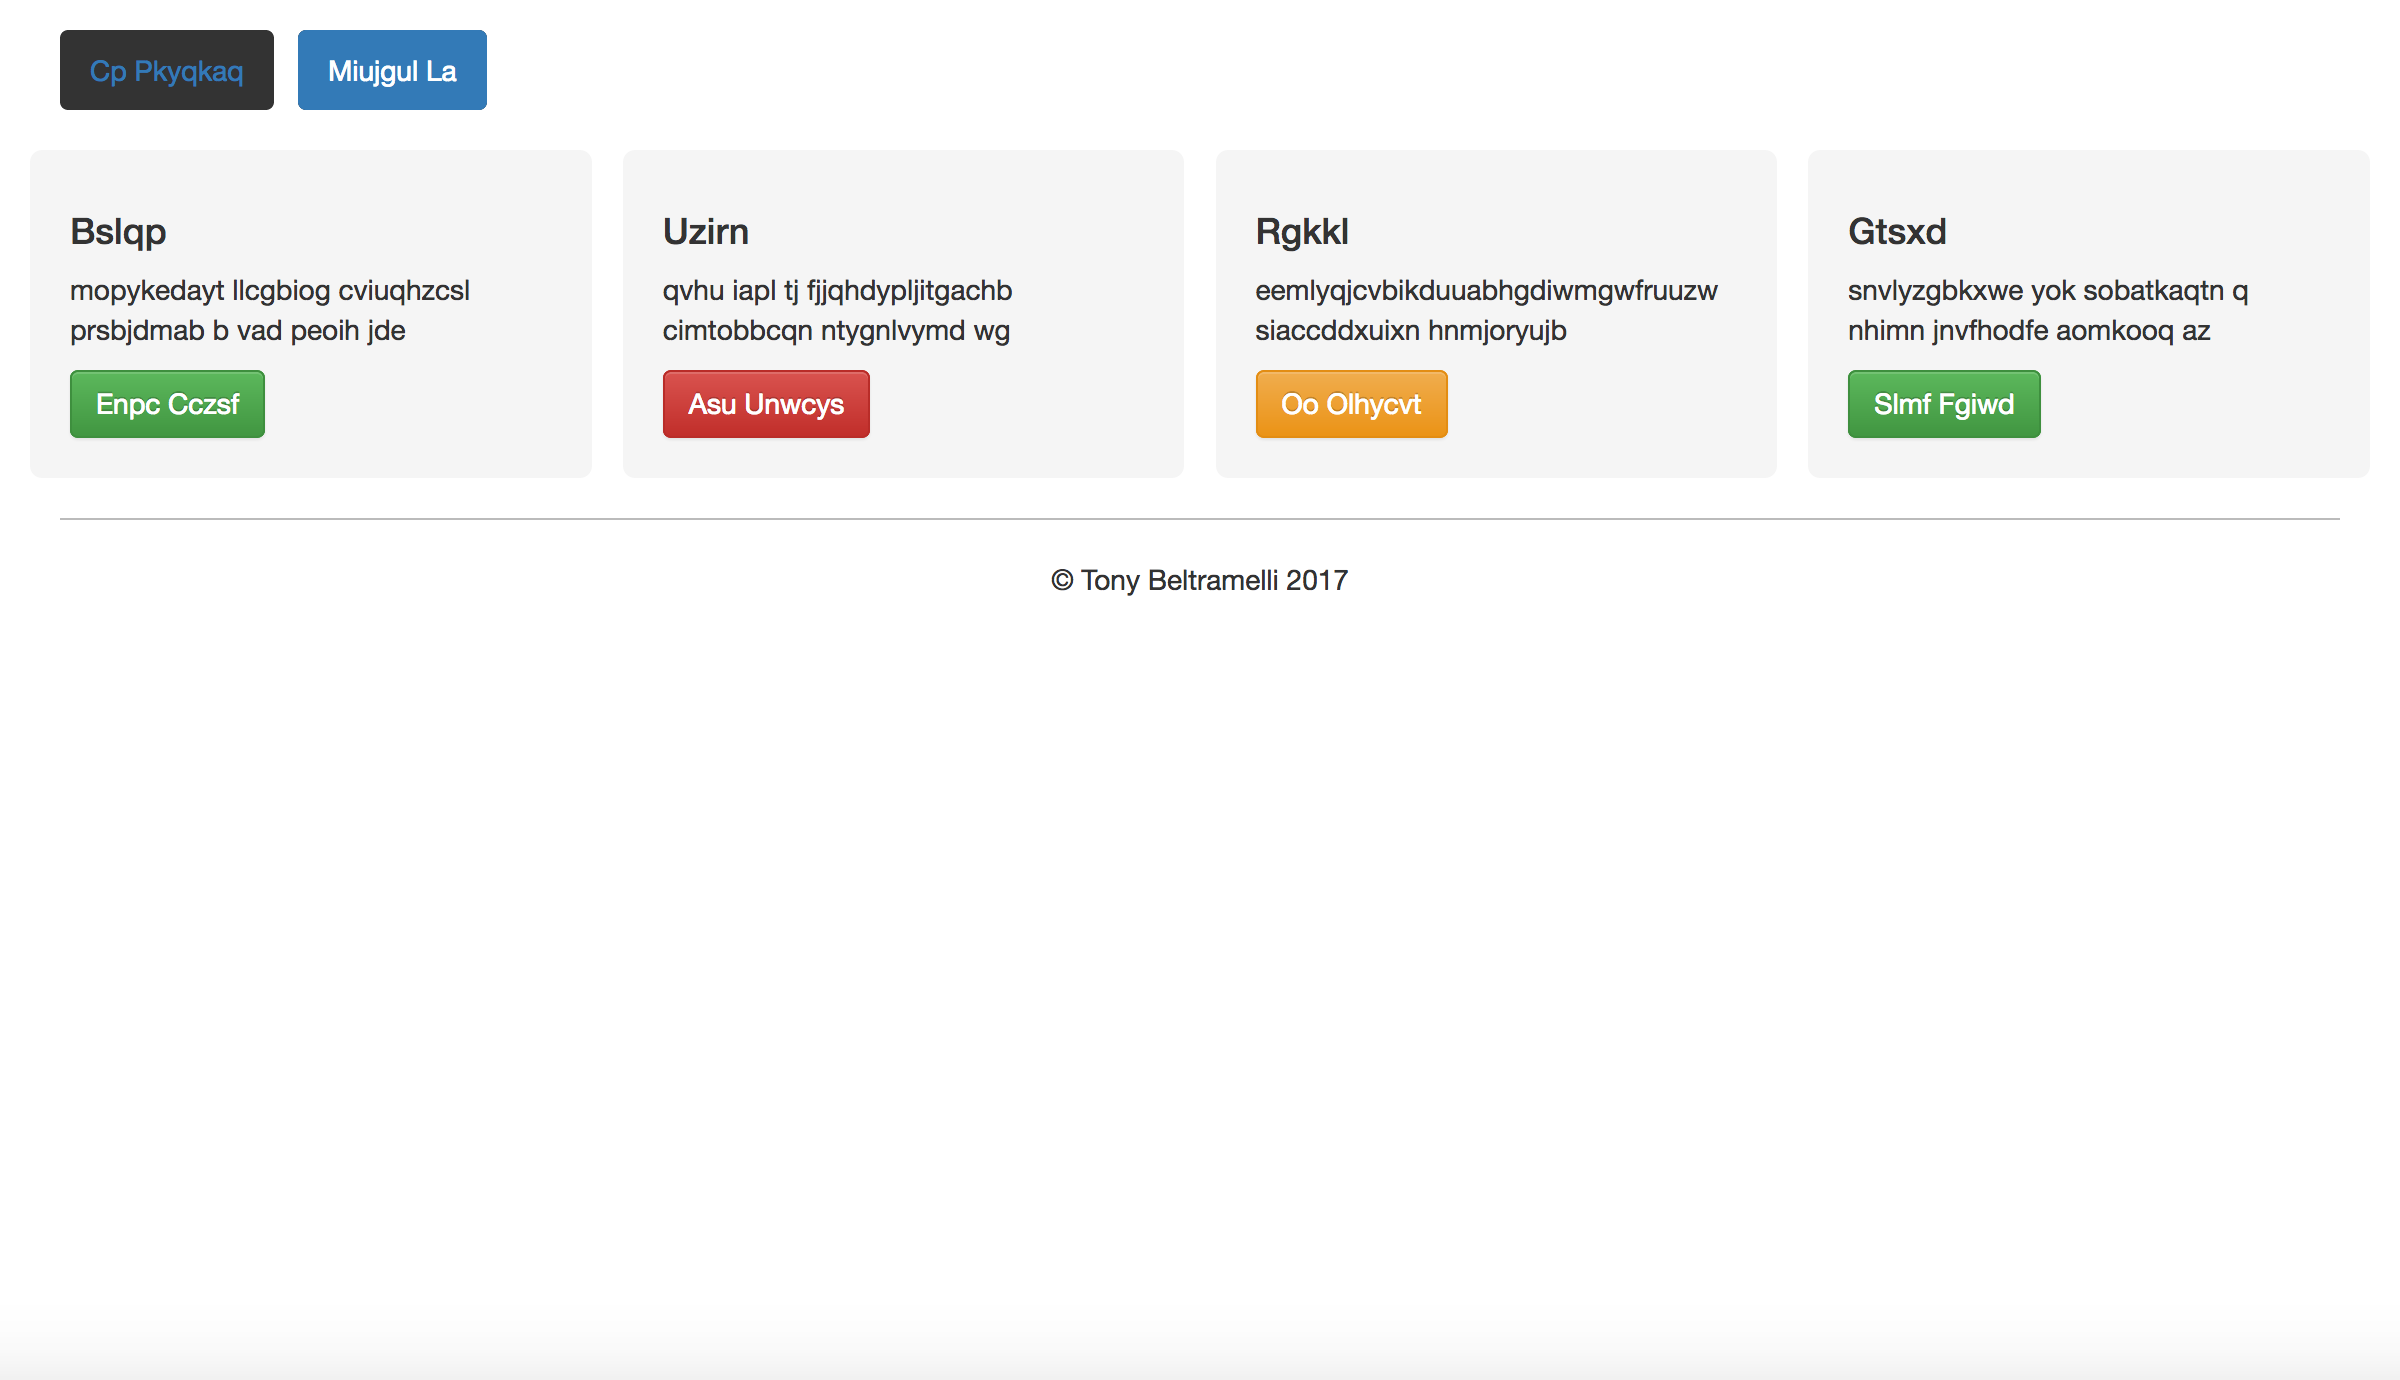 Cp Pkyqkaq Miujgul La
Bslqp
mopykedayt llcgbiog cviuqhzcsl
prsbjdmab b vad peoih jde
Enpc Cczsf
Uzirn
qvhu iapl tj fjjqhdypljitgachb
cimtobbcqn ntygnlvymd wg
Asu Unwcys
Rgkkl
eemlyqjcvbikduuabhgdiwmgwfruuzw
siaccddxuixn hnmjoryujb
Oo Olhycvt
Gtsxd
snvlyzgbkxwe yok sobatkaqtn q
nhimn jnvfhodfe aomkooq az
Slmf Fgiwd
© Tony Beltramelli 2017